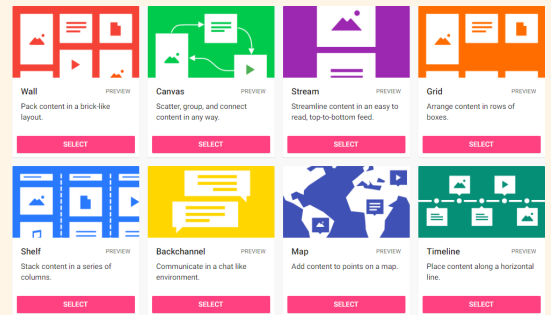 Wall PREVIEW
Pack content in a brick-like
layout.
SELECT
Canvas PREVIEW
Scatter, group, and connect
content in any way.
SELECT
Stream PREVIEW
Streamline content in an easy to
read, top-to-bottom feed.
SELECT
Grid PREVIEW
Arrange content in rows of
boxes.
SELECT
Shelf PREVIEW
Stack content in a series of
columns.
SELECT
Backchannel PREVIEW
Communicate in a chat like
environment.
SELECT
Map PREVIEW
Add content to points on a map.
SELECT
Timeline PREVIEW
Place content along a horizontal
line.
SELECT